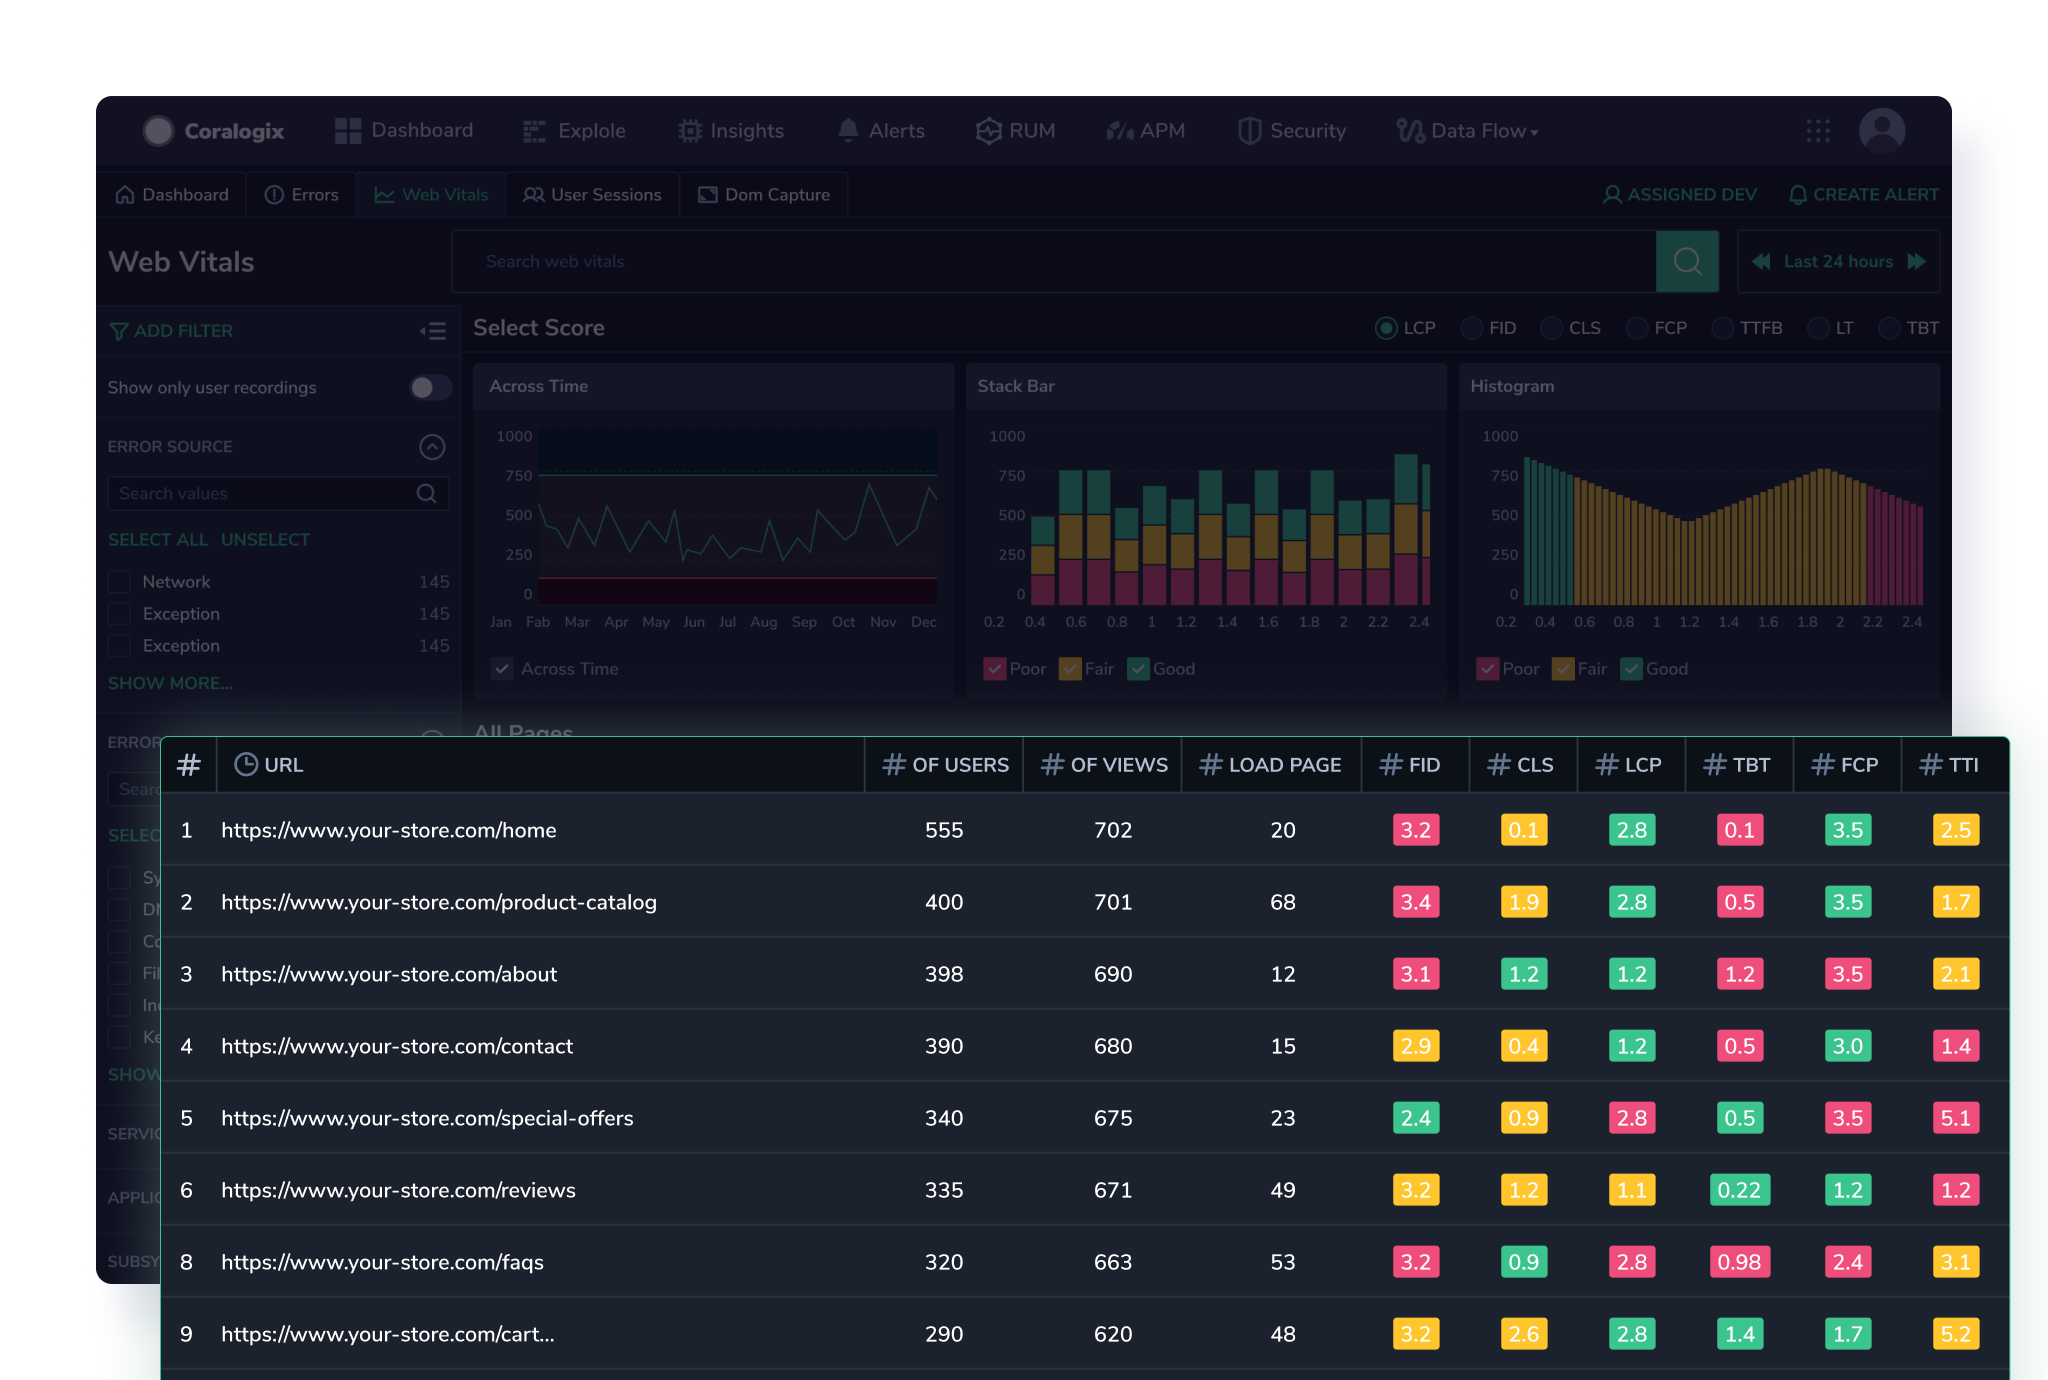 Coralogix Dashboard Explole Insights Alerts RUM APM Security Data Flow
Dashboard Errors Web Vitals User Sessions Dom Capture ASSIGNED DEV CREATE ALERT
Web Vitals Search web vitals Last 24 hours
ADD FILTER
Show only user recordings
ERROR SOURCE
Search values
SELECT ALL UNSELECT
Network 145
Exception 145
Exception 145
SHOW MORE...
Select Score LCP FID CLS FCP TTFB LT TBT
Across Time
1000
750
500
250
0
Jan Fab Mar Apr May Jun Jul Aug Sep Oct Nov Dec
Across Time
Stack Bar
1000
750
500
250
0
0.2 0.4 0.6 0.8 1 1.2 1.4 1.6 1.8 2 2.2 2.4
Poor Fair Good
Histogram
1000
750
500
250
0
0.2 0.4 0.6 0.8 1 1.2 1.4 1.6 1.8 2 2.2 2.4
Poor Fair Good
All Pages
ERROR
# URL # OF USERS # OF VIEWS # LOAD PAGE # FID # CLS # LCP # TBT # FCP # TTI
1 https://www.your-store.com/home 555 702 20 3.2 0.1 2.8 0.1 3.5 2.5
2 https://www.your-store.com/product-catalog 400 701 68 3.4 1.9 2.8 0.5 3.5 1.7
3 https://www.your-store.com/about 398 690 12 3.1 1.2 1.2 1.2 3.5 2.1
4 https://www.your-store.com/contact 390 680 15 2.9 0.4 1.2 0.5 3.0 1.4
5 https://www.your-store.com/special-offers 340 675 23 2.4 0.9 2.8 0.5 3.5 5.1
6 https://www.your-store.com/reviews 335 671 49 3.2 1.2 1.1 0.22 1.2 1.2
8 https://www.your-store.com/faqs 320 663 53 3.2 0.9 2.8 0.98 2.4 3.1
9 https://www.your-store.com/cart... 290 620 48 3.2 2.6 2.8 1.4 1.7 5.2